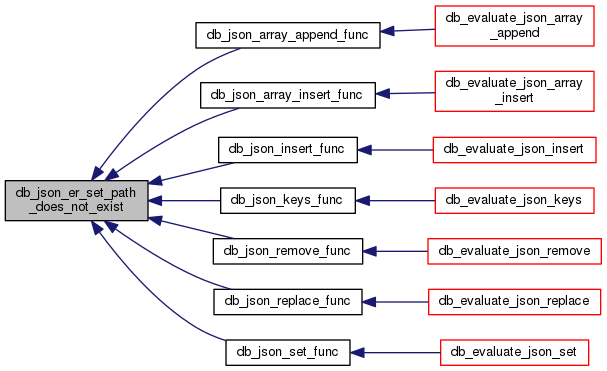 db_json_array_append_func
db_evaluate_json_array
_append
db_json_array_insert_func
db_evaluate_json_array
_insert
db_json_insert_func
db_evaluate_json_insert
db_json_er_set_path
_does_not_exist
db_json_keys_func
db_evaluate_json_keys
db_json_remove_func
db_evaluate_json_remove
db_json_replace_func
db_evaluate_json_replace
db_json_set_func
db_evaluate_json_set